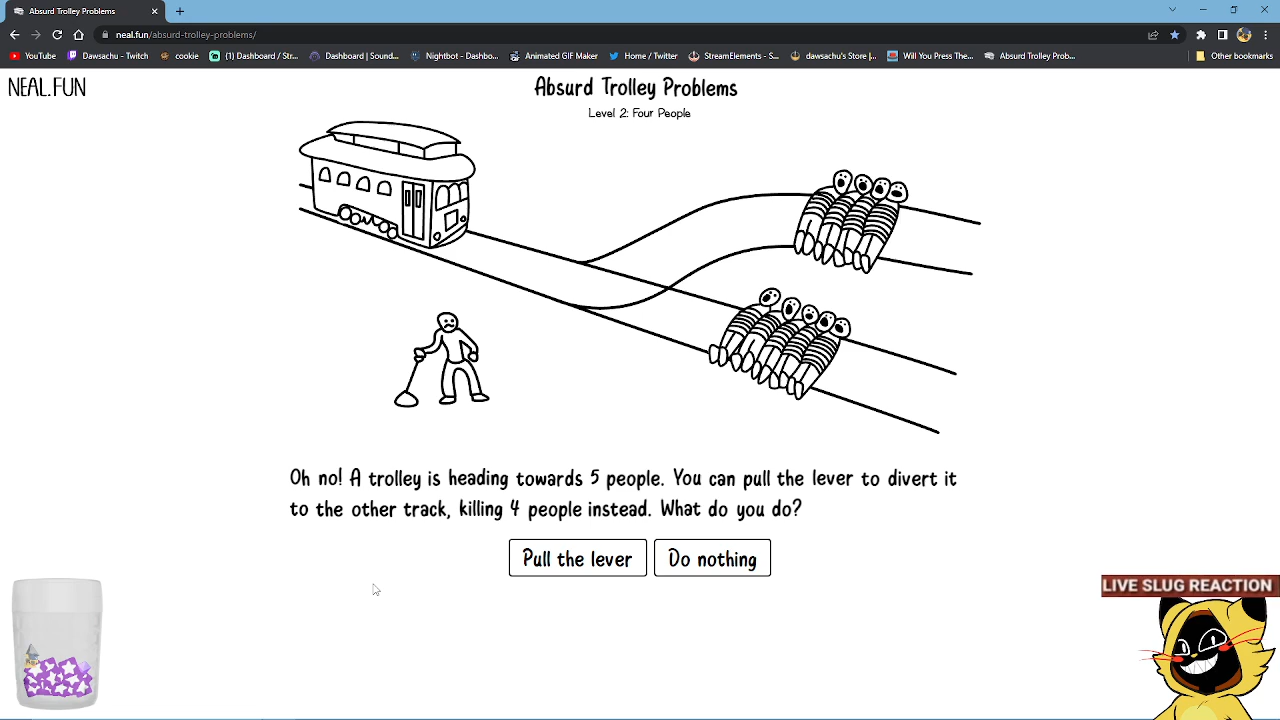 Absurd Trolley Problems
neal.fun/absurd-trolley-problems/
YouTube Dawsachu - Twitch cookie (1) Dashboard / Str... Dashboard | Sound... Nightbot - Dashbo... Animated GIF Maker Home / Twitter StreamElements - S... dawsachu's Store |... Will You Press The... Absurd Trolley Prob... Other bookmarks
NEAL.FUN
Absurd Trolley Problems
Level 2: Four People
Oh no! A trolley is heading towards 5 people. You can pull the lever to divert it
to the other track, killing 4 people instead. What do you do?
Pull the lever Do nothing
LIVE SLUG REACTION